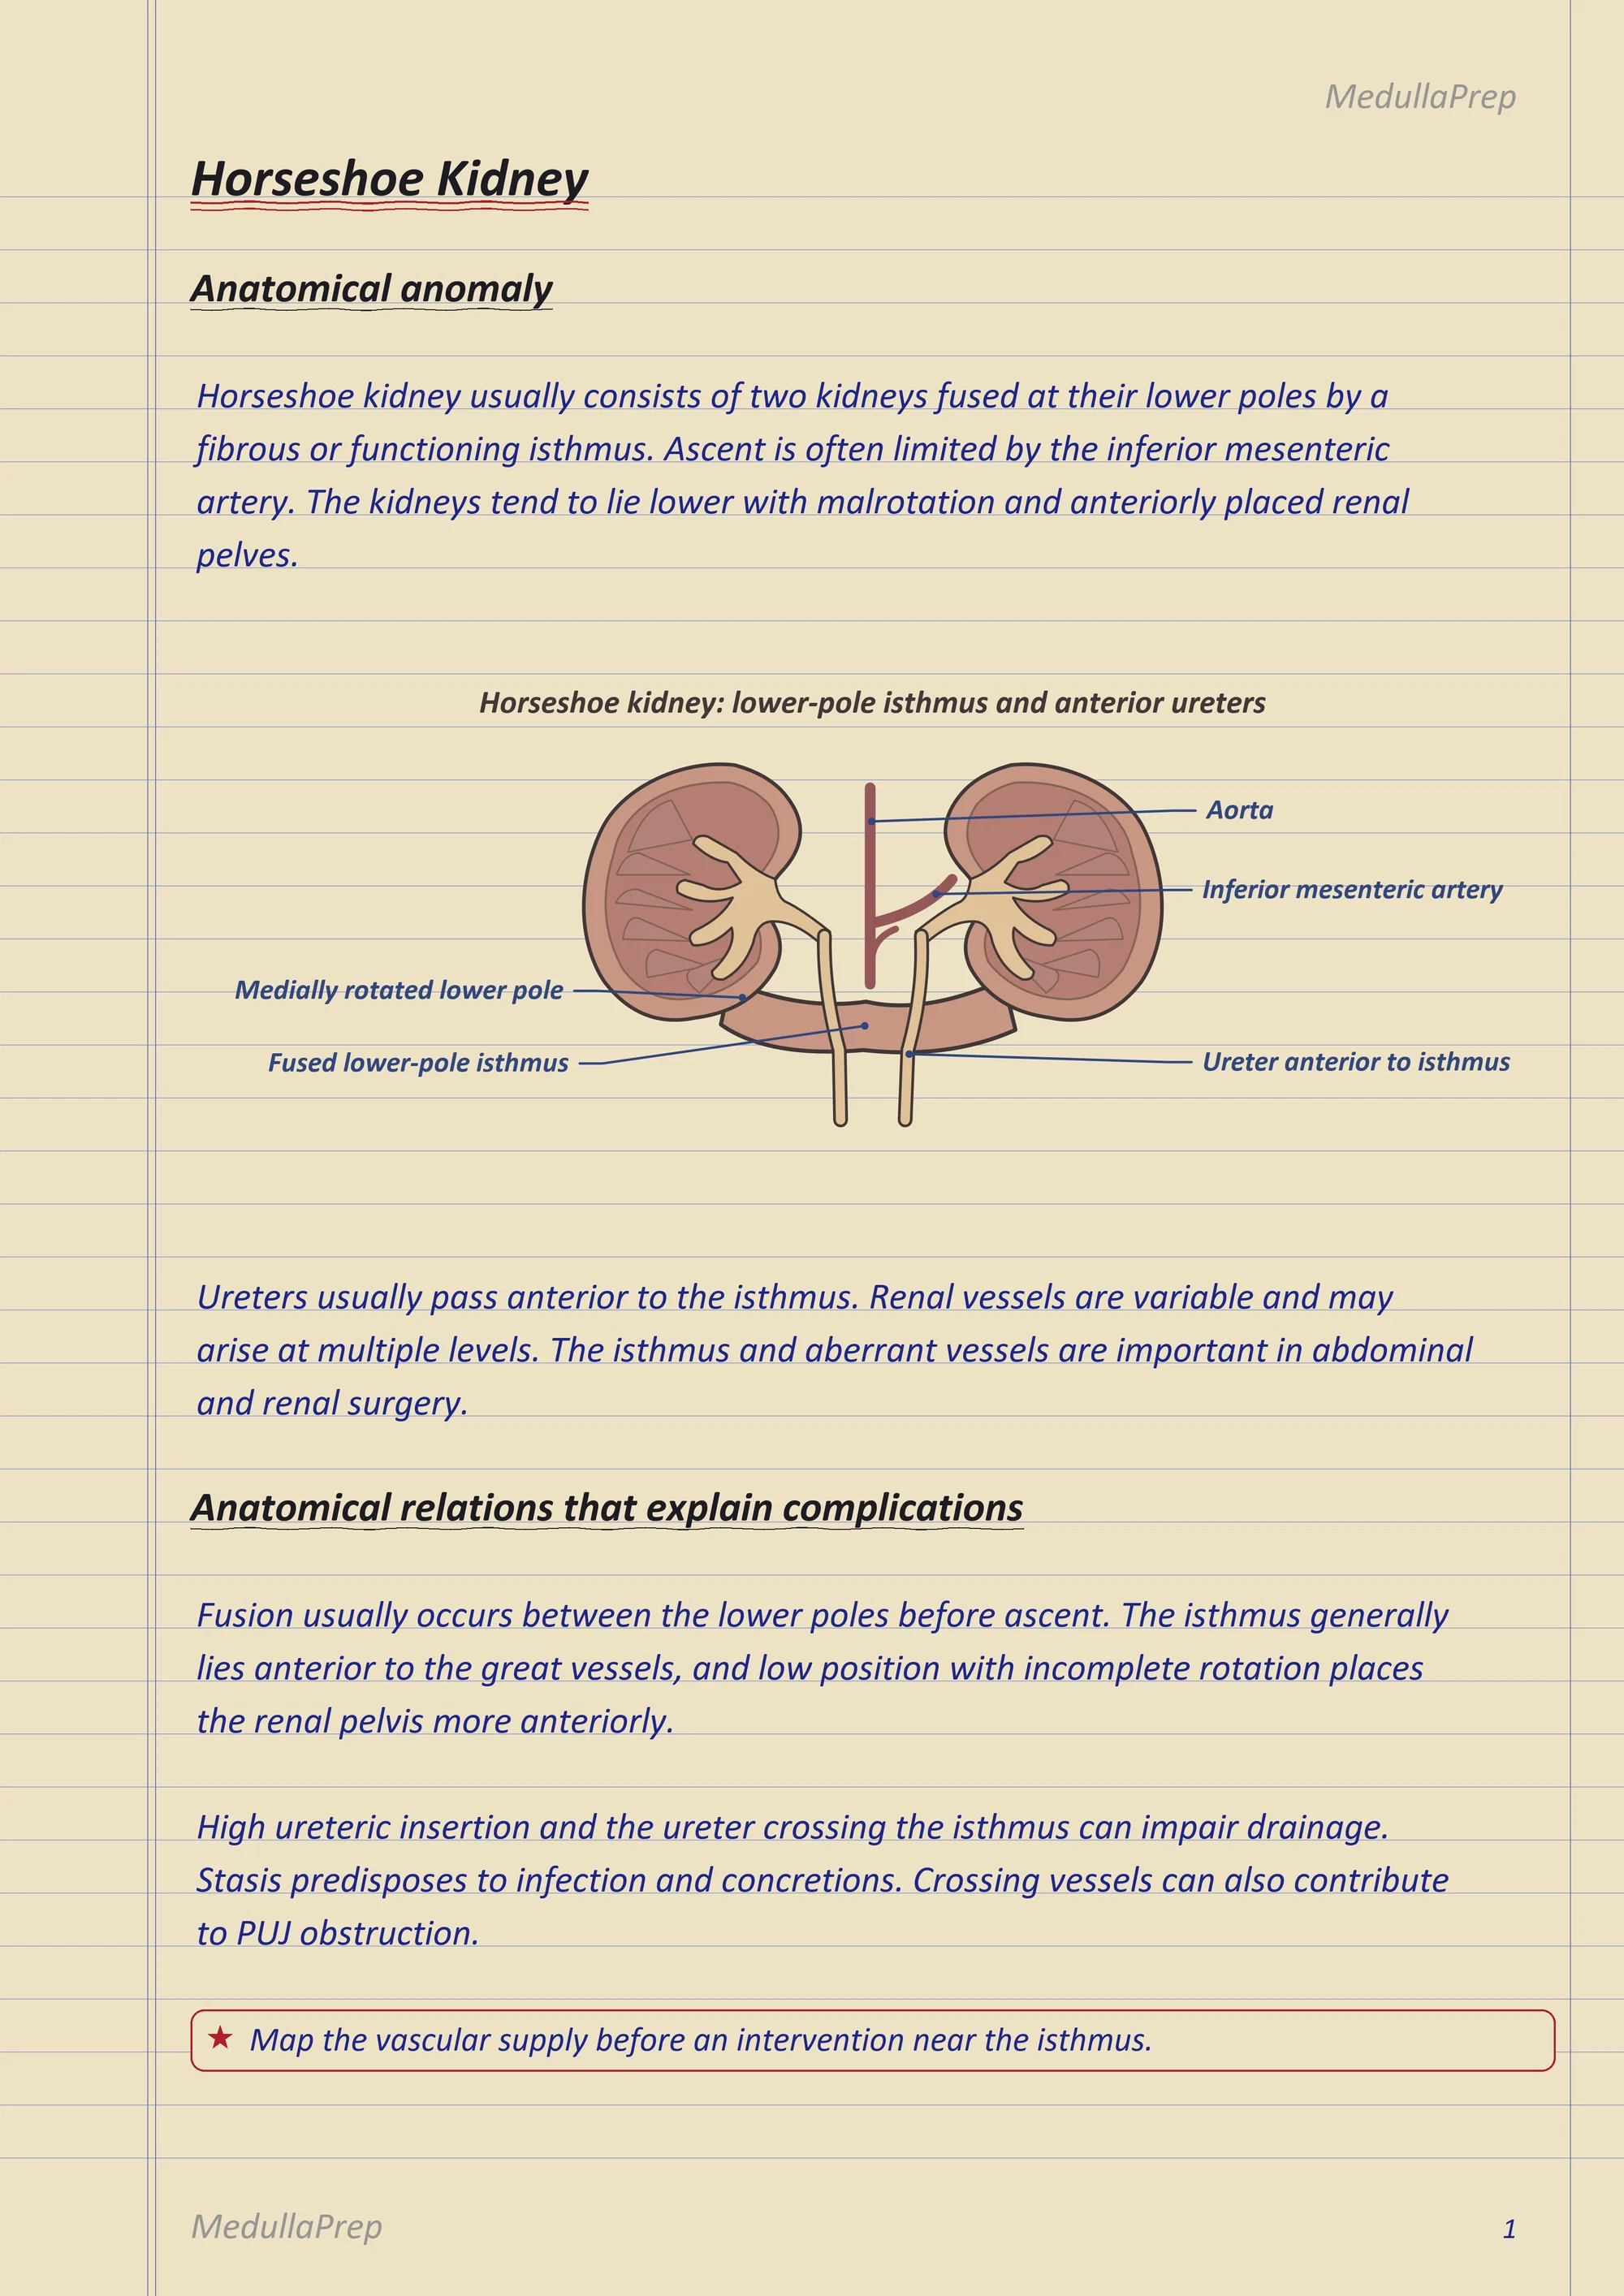 MedullaPrep
Horseshoe Kidney
Anatomical anomaly
Horseshoe kidney usually consists of two kidneys fused at their lower poles by a
fibrous or functioning isthmus. Ascent is often limited by the inferior mesenteric
artery. The kidneys tend to lie lower with malrotation and anteriorly placed renal
pelves.
Horseshoe kidney: lower-pole isthmus and anterior ureters
Aorta
Inferior mesenteric artery
Medially rotated lower pole
Fused lower-pole isthmus
Ureter anterior to isthmus
Ureters usually pass anterior to the isthmus. Renal vessels are variable and may
arise at multiple levels. The isthmus and aberrant vessels are important in abdominal
and renal surgery.
Anatomical relations that explain complications
Fusion usually occurs between the lower poles before ascent. The isthmus generally
lies anterior to the great vessels, and low position with incomplete rotation places
the renal pelvis more anteriorly.
High ureteric insertion and the ureter crossing the isthmus can impair drainage.
Stasis predisposes to infection and concretions. Crossing vessels can also contribute
to PUJ obstruction.
★ Map the vascular supply before an intervention near the isthmus.
MedullaPrep
1